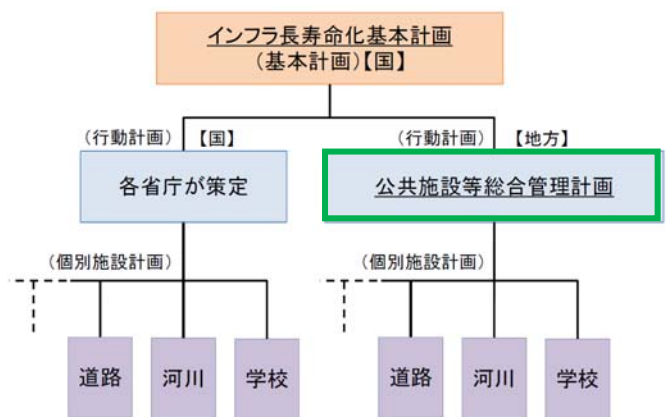 インフラ長寿命化基本計画
(基本計画)【国】
(行動計画) 【国】
(行動計画) 【地方】
各省庁が策定
公共施設等総合管理計画
(個別施設計画)
(個別施設計画)
道路
河川
学校
道路
河川
学校